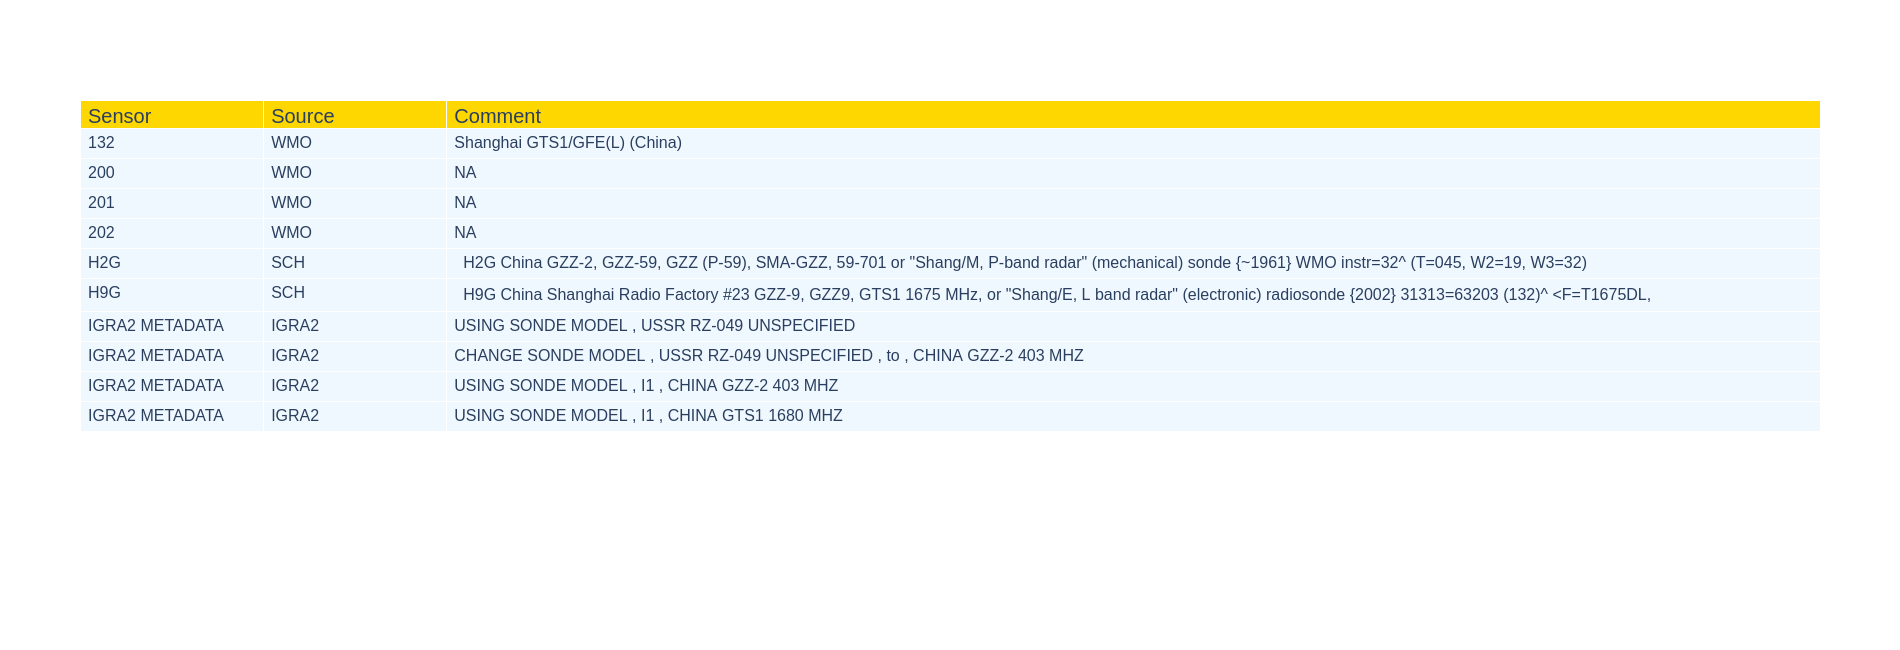 Sensor Source Comment
132 WMO Shanghai GTS1/GFE(L) (China)
200 WMO NA
201 WMO NA
202 WMO NA
H2G SCH H2G China GZZ-2, GZZ-59, GZZ (P-59), SMA-GZZ, 59-701 or "Shang/M, P-band radar" (mechanical) sonde {~1961} WMO instr=32^ (T=045, W2=19, W3=32)
H9G SCH H9G China Shanghai Radio Factory #23 GZZ-9, GZZ9, GTS1 1675 MHz, or "Shang/E, L band radar" (electronic) radiosonde {2002} 31313=63203 (132)^ <F=T1675DL,
IGRA2 METADATA IGRA2 USING SONDE MODEL , USSR RZ-049 UNSPECIFIED
IGRA2 METADATA IGRA2 CHANGE SONDE MODEL , USSR RZ-049 UNSPECIFIED , to , CHINA GZZ-2 403 MHZ
IGRA2 METADATA IGRA2 USING SONDE MODEL , I1 , CHINA GZZ-2 403 MHZ
IGRA2 METADATA IGRA2 USING SONDE MODEL , I1 , CHINA GTS1 1680 MHZ